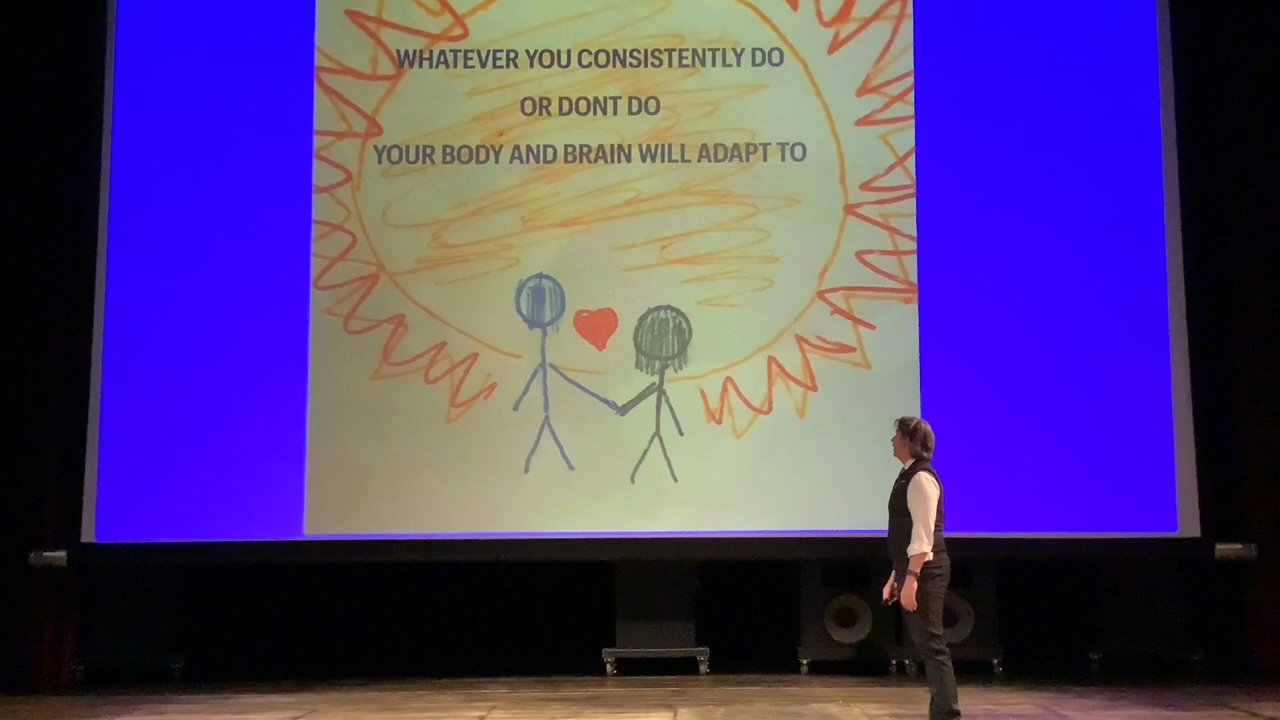 WHATEVER YOU CONSISTENTLY DO
OR DONT DO
YOUR BODY AND BRAIN WILL ADAPT TO